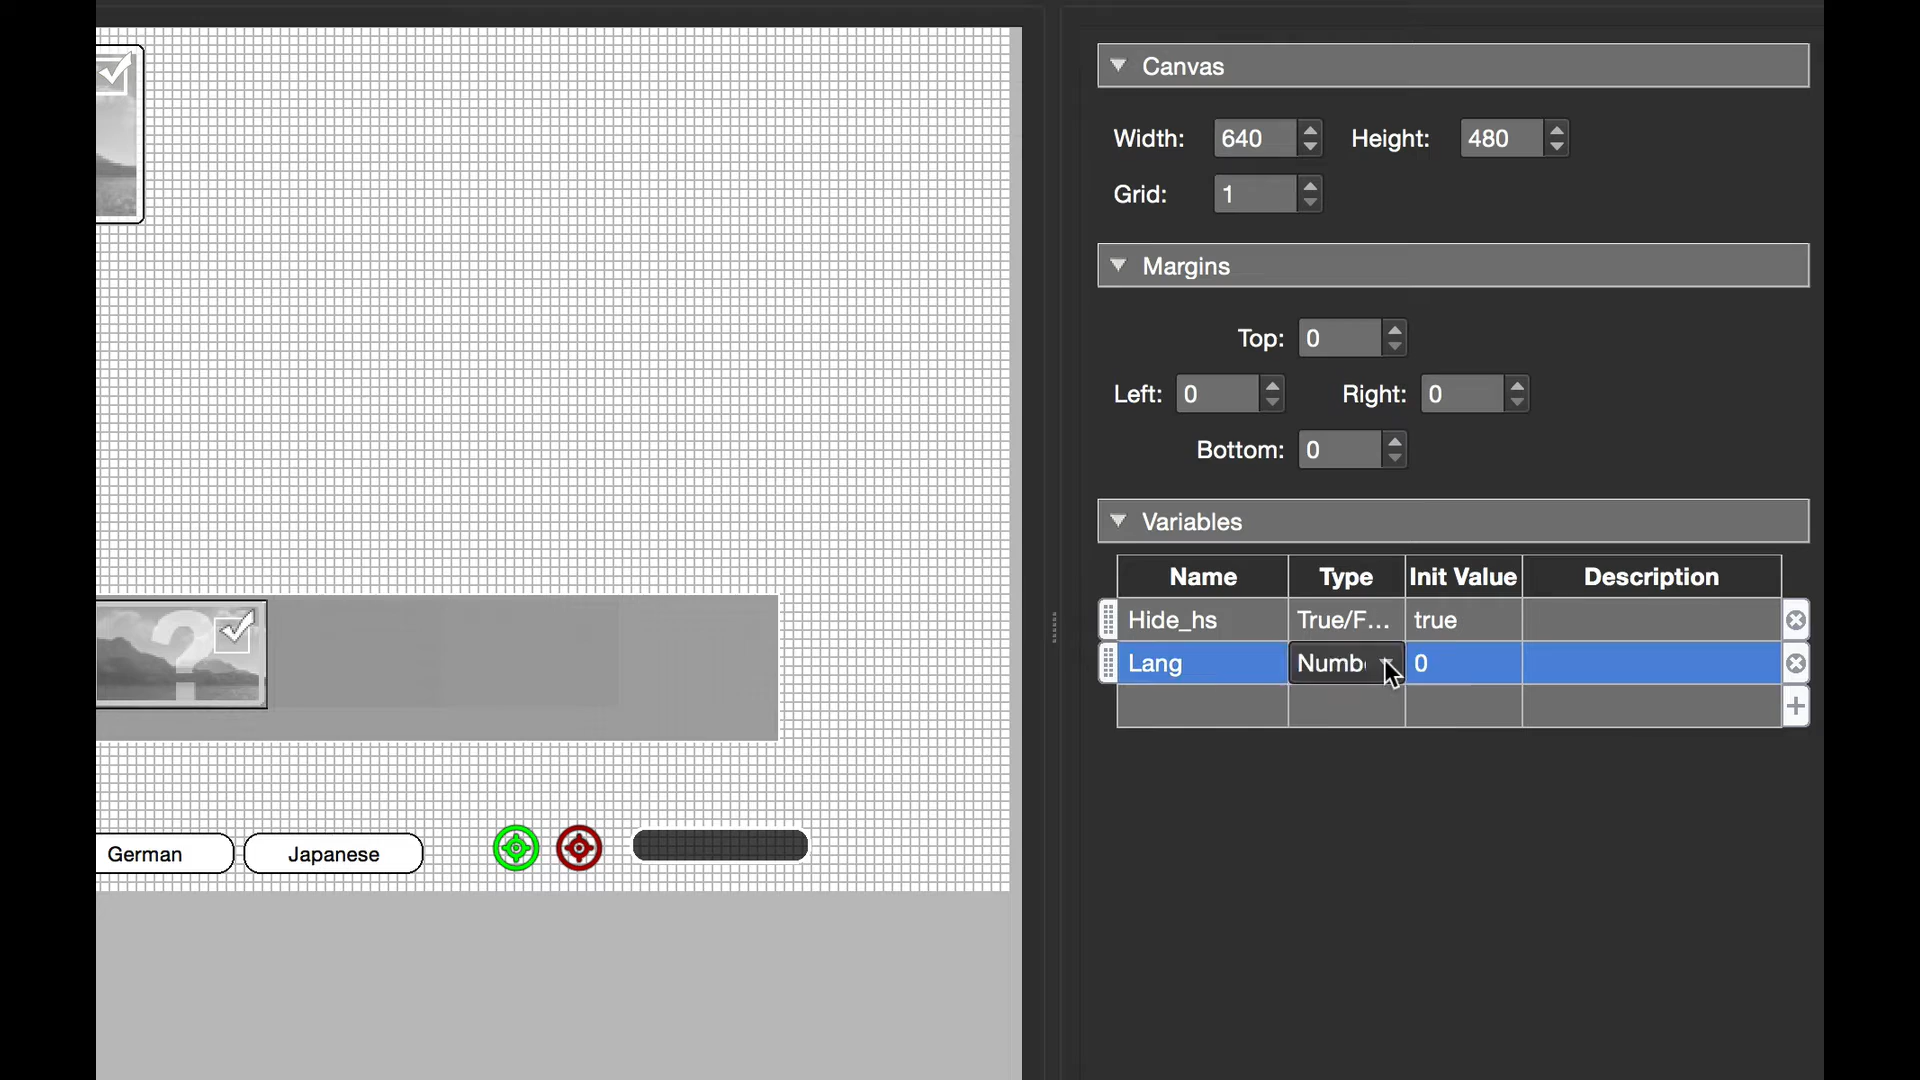 Canvas
Width: 640 Height: 480
Grid: 1
Margins
Top: 0
Left: 0 Right: 0
Bottom: 0
Variables
Name Type Init Value Description
Hide_hs True/F... true
Lang Numb 0
?
German Japanese